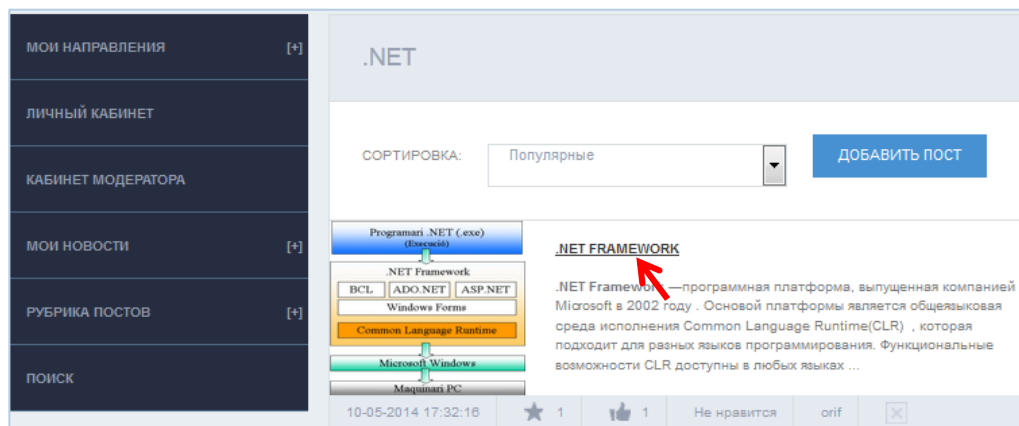 МОИ НАПРАВЛЕНИЯ [+]
ЛИЧНЫЙ КАБИНЕТ
КАБИНЕТ МОДЕРАТОРА
МОИ НОВОСТИ [+]
РУБРИКА ПОСТОВ [+]
ПОИСК
.NET
СОРТИРОВКА: Популярные ДОБАВИТЬ ПОСТ
Programari .NET (.exe)
(Execució)
.NET Framework
BCL ADO.NET ASP.NET
Windows Forms
Common Language Runtime
Microsoft Windows
Maquinari PC
.NET FRAMEWORK
.NET Framework —программная платформа, выпущенная компанией
Microsoft в 2002 году . Основой платформы является общеязыковая
среда исполнения Common Language Runtime(CLR) , которая
подходит для разных языков программирования. Функциональные
возможности CLR доступны в любых языках ...
10-05-2014 17:32:16 1 1 Не нравится orif